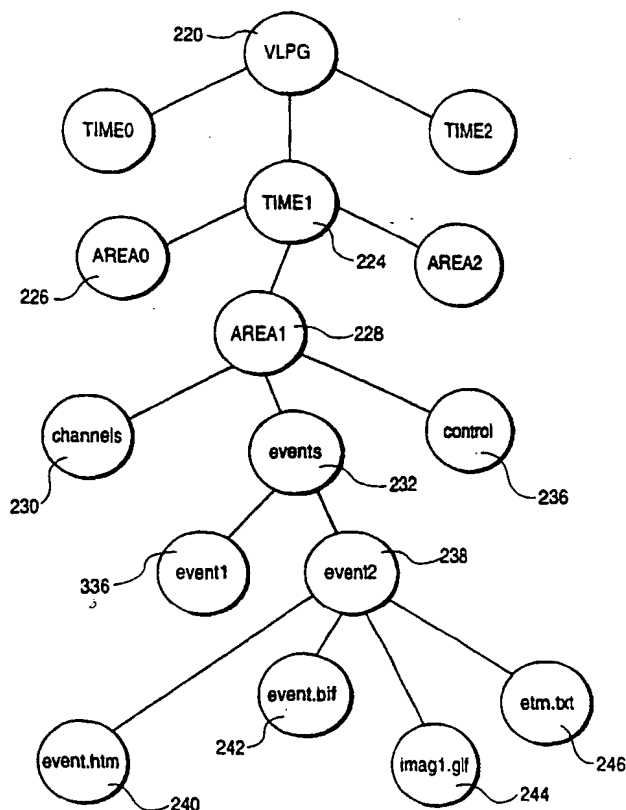 220
VLPG
TIME0
TIME2
TIME1
224
AREA0
226
AREA2
AREA1
228
channels
230
events
232
control
236
336
event1
event2
238
event.bif
242
etm.txt
246
event.htm
240
imag1.gif
244